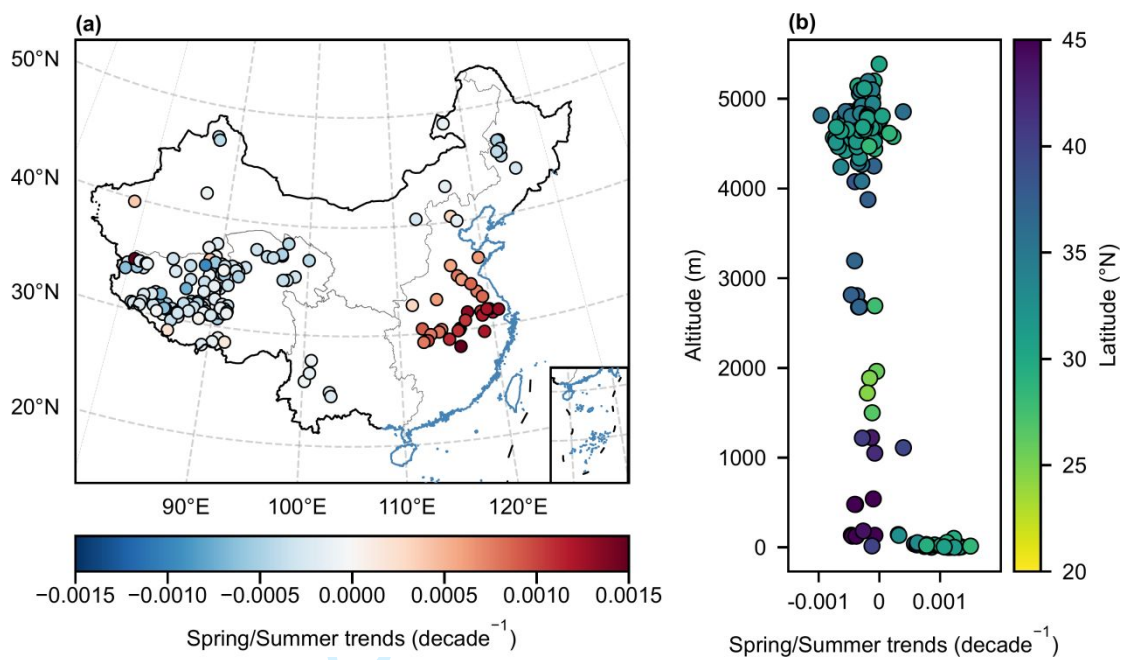 (a)
50°N
40°N
30°N
20°N
90°E 100°E 110°E 120°E
−0.0015 −0.0010 −0.0005 0.0000 0.0005 0.0010 0.0015
Spring/Summer trends (decade⁻¹)
(b)
5000
4000
3000
2000
1000
0
Altitude (m)
-0.001 0 0.001
Spring/Summer trends (decade⁻¹)
45
40
35
30
25
20
Latitude (°N)